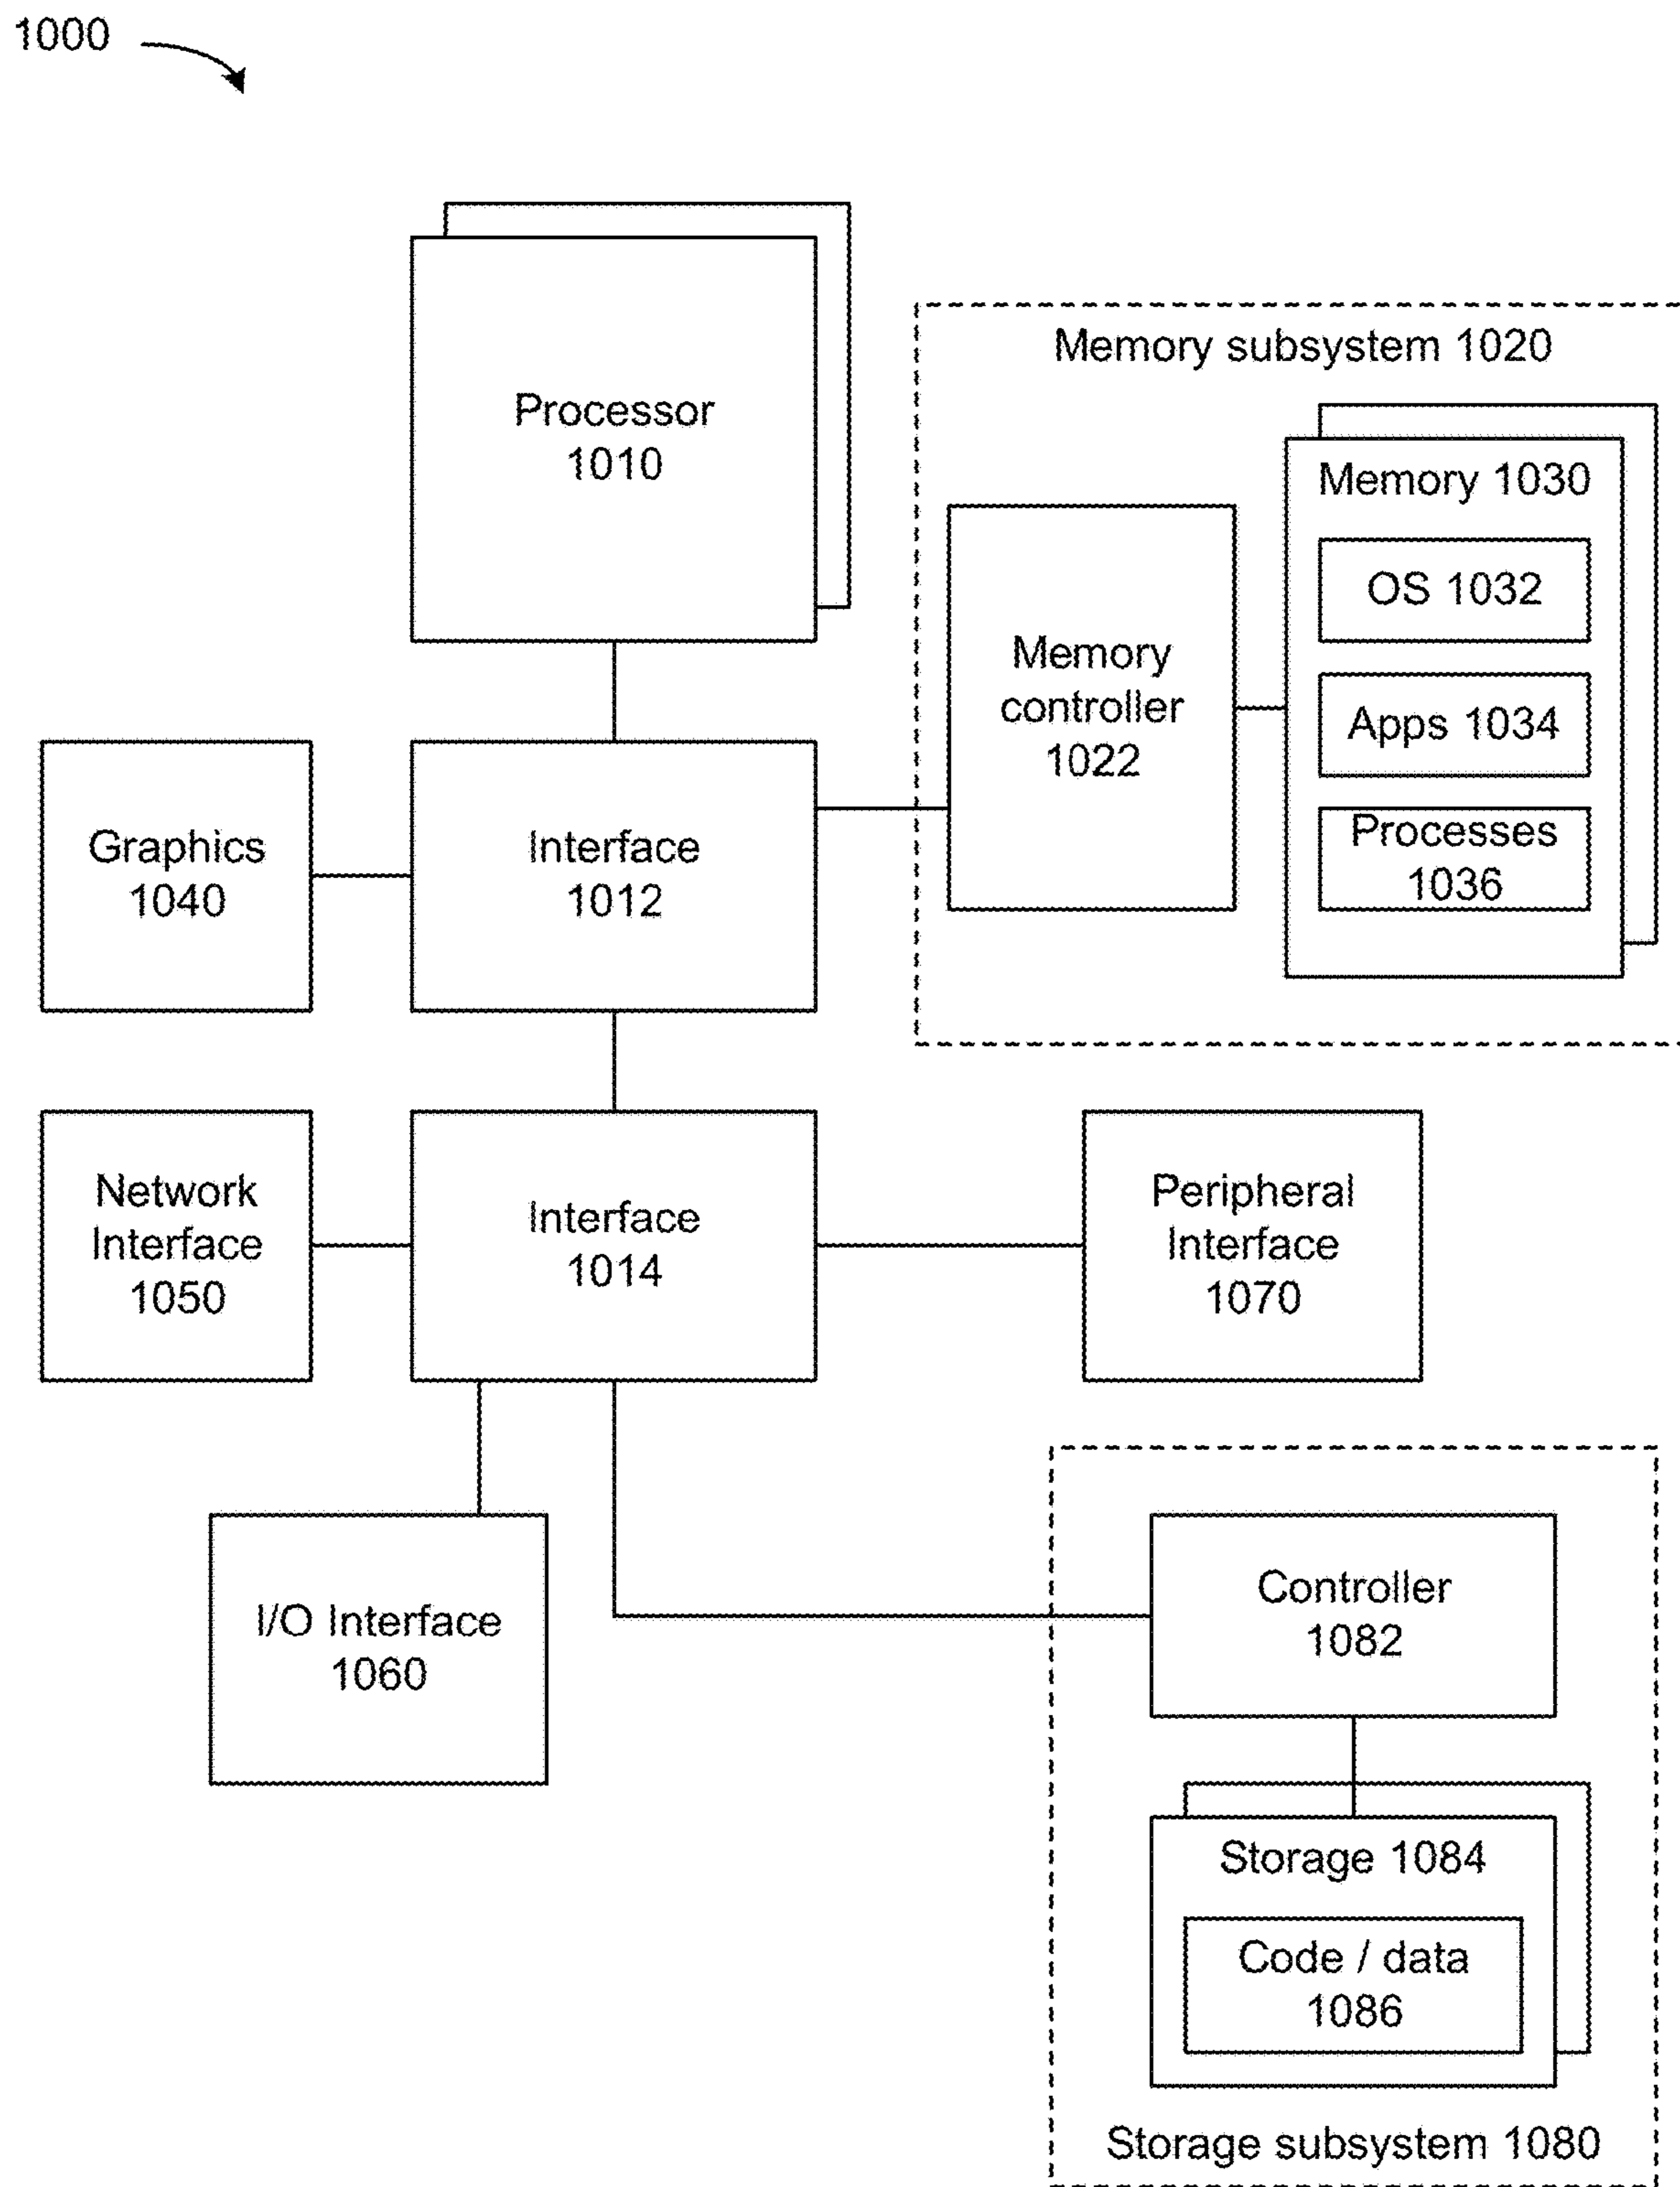 1000
Processor
1010
Memory subsystem 1020
Memory 1030
OS 1032
Apps 1034
Processes
1036
Memory
controller
1022
Graphics
1040
Interface
1012
Network
Interface
1050
Interface
1014
Peripheral
Interface
1070
I/O Interface
1060
Controller
1082
Storage 1084
Code / data
1086
Storage subsystem 1080